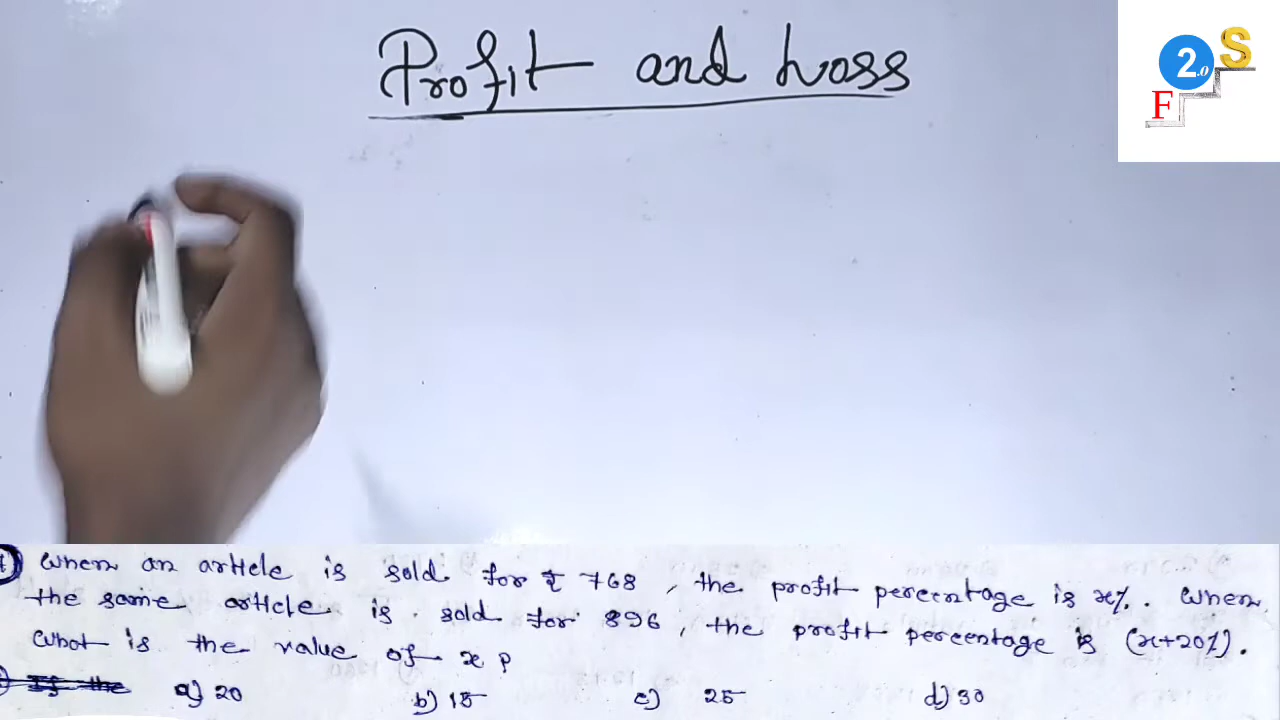 Profit and Loss
2.0
S
F
When an article is sold for ₹ 768, the profit percentage is x%. When
the same article is sold for 896, the profit percentage is (x+20%).
What is the value of x ?
If the
a) 20 b) 15 c) 25 d) 30